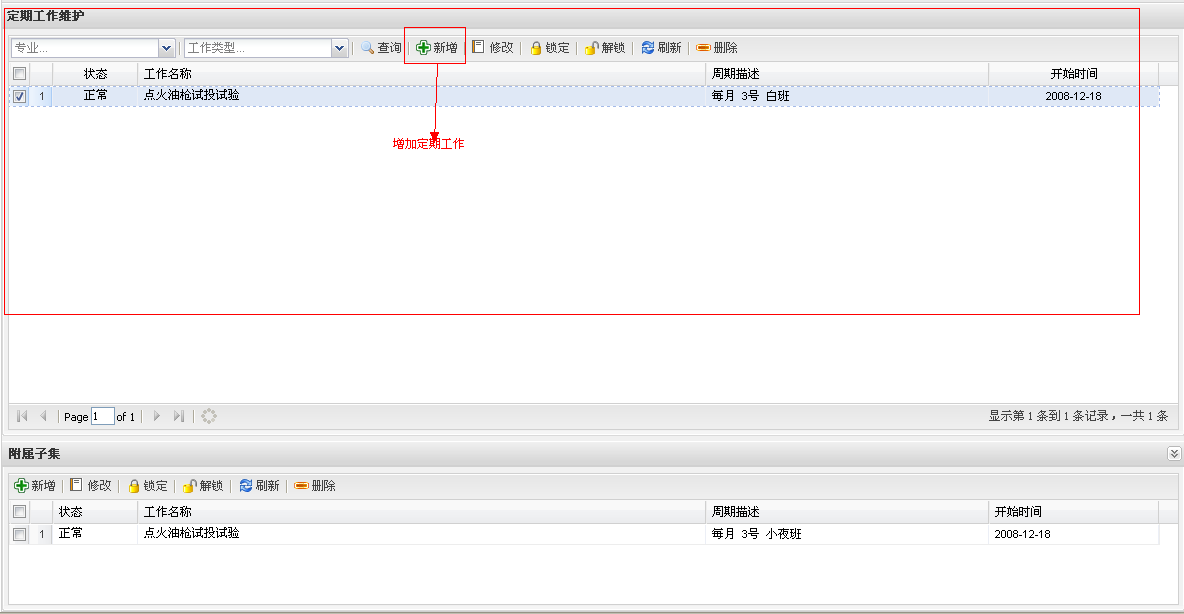 定期工作维护
专业... 工作类型... 查询 新增 修改 锁定 解锁 刷新 删除
状态 工作名称 周期描述 开始时间
1 正常 点火油枪试投试验 每月 3号 白班 2008-12-18
增加定期工作
Page 1 of 1 显示第 1 条到 1 条记录，一共 1 条
附属子集
新增 修改 锁定 解锁 刷新 删除
状态 工作名称 周期描述 开始时间
1 正常 点火油枪试投试验 每月 3号 小夜班 2008-12-18